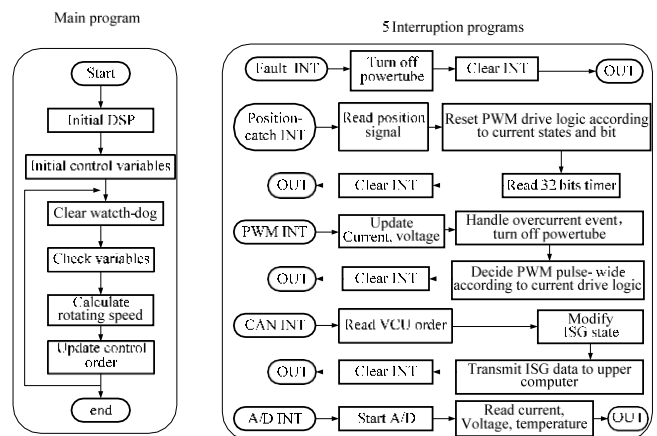 Main program
Start
Initial DSP
Initial control variables
Clear watcth-dog
Check variables
Calculate
rotating speed
Update control
order
end
5 Interruption programs
Fault INT
Turn off
powertube
Clear INT
OUT
Position-
catch INT
Read position
signal
Reset PWM drive logic according
to current states and bit
OUT
Clear INT
Read 32 bits timer
PWM INT
Update
Current, voltage
Handle overcurrent event,
turn off powertube
OUT
Clear INT
Decide PWM pulse- wide
according to current drive logic
CAN INT
Read VCU order
Modify
ISG state
OUT
Clear INT
Transmit ISG data to upper
computer
A/D INT
Start A/D
Read current,
Voltage, temperature
OUT